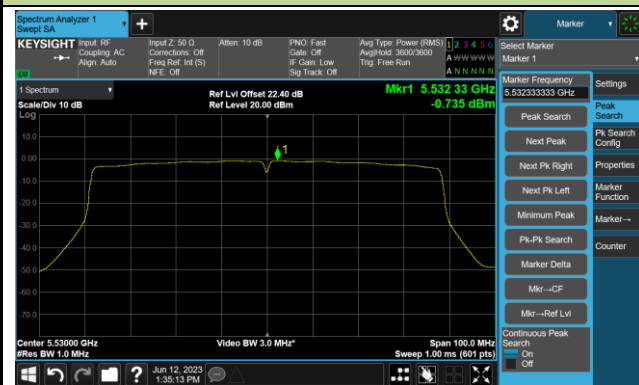 Spectrum Analyzer 1
Swept SA
+
Marker
KEYSIGHT
Input: RF
Coupling: AC
Align: Auto
Input Z: 50 Ω
Corrections: Off
Freq Ref: Int (S)
NFE: Off
Atten: 10 dB
PNO: Fast
Gate: Off
IF Gain: Low
Sig Track: Off
Avg Type: Power (RMS)
Avg|Hold: 3600/3600
Trig: Free Run
1 2 3 4 5 6
A W W W W W
A N N N N N
Select Marker
Marker 1
1 Spectrum
Scale/Div 10 dB
Log
Ref Lvl Offset 22.40 dB
Ref Level 20.00 dBm
Mkr1 5.532 33 GHz
-0.735 dBm
10.0
0.00
-10.0
-20.0
-30.0
-40.0
-50.0
-60.0
-70.0
1
Center 5.53000 GHz
#Res BW 1.0 MHz
Video BW 3.0 MHz*
Span 100.0 MHz
Sweep 1.00 ms (601 pts)
Marker Frequency
5.532333333 GHz
Peak Search
Next Peak
Next Pk Right
Next Pk Left
Minimum Peak
Pk-Pk Search
Marker Delta
Mkr→CF
Mkr→Ref Lvl
Continuous Peak
Search
On
Off
Settings
Peak
Search
Pk Search
Config
Properties
Marker
Function
Marker→
Counter
?
Jun 12, 2023
1:35:13 PM